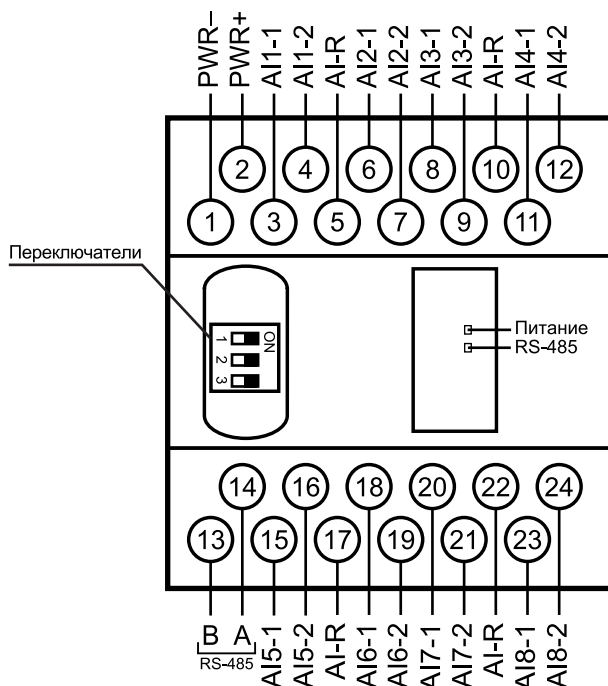 PWR–
PWR+
AI1-1
AI1-2
AI-R
AI2-1
AI2-2
AI3-1
AI3-2
AI-R
AI4-1
AI4-2
2
4
6
8
10
12
1
3
5
7
9
11
Переключатели
ON
1
2
3
Питание
RS-485
14
16
18
20
22
24
13
15
17
19
21
23
B
A
RS-485
AI5-1
AI5-2
AI-R
AI6-1
AI6-2
AI7-1
AI7-2
AI-R
AI8-1
AI8-2